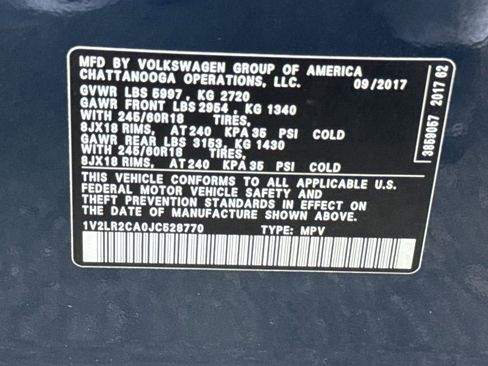 MFD BY VOLKSWAGEN GROUP OF AMERICA
CHATTANOOGA OPERATIONS, LLC. 09/2017
GVWR LBS 5997, KG 2720
GAWR FRONT LBS 2954, KG 1340
WITH 245/60R18 TIRES,
8JX18 RIMS, AT 240 KPA 35 PSI COLD
GAWR REAR LBS 3153, KG 1430
WITH 245/60R18 TIRES,
8JX18 RIMS, AT 240 KPA 35 PSI COLD
THIS VEHICLE CONFORMS TO ALL APPLICABLE U.S.
FEDERAL MOTOR VEHICLE SAFETY AND
THEFT PREVENTION STANDARDS IN EFFECT ON
THE DATE OF MANUFACTURE SHOWN ABOVE.
1V2LR2CA0JC528770 TYPE: MPV
3859057 2017 62